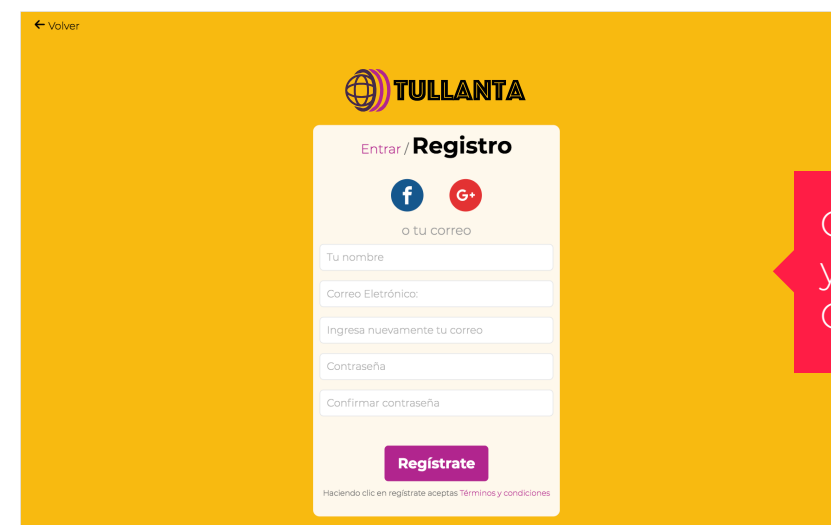 Volver
TULLANTA
Entrar / Registro
f G+
o tu correo
Tu nombre
Correo Eletrónico:
Ingresa nuevamente tu correo
Contraseña
Confirmar contraseña
Regístrate
Haciendo clic en regístrate aceptas Términos y condiciones
y